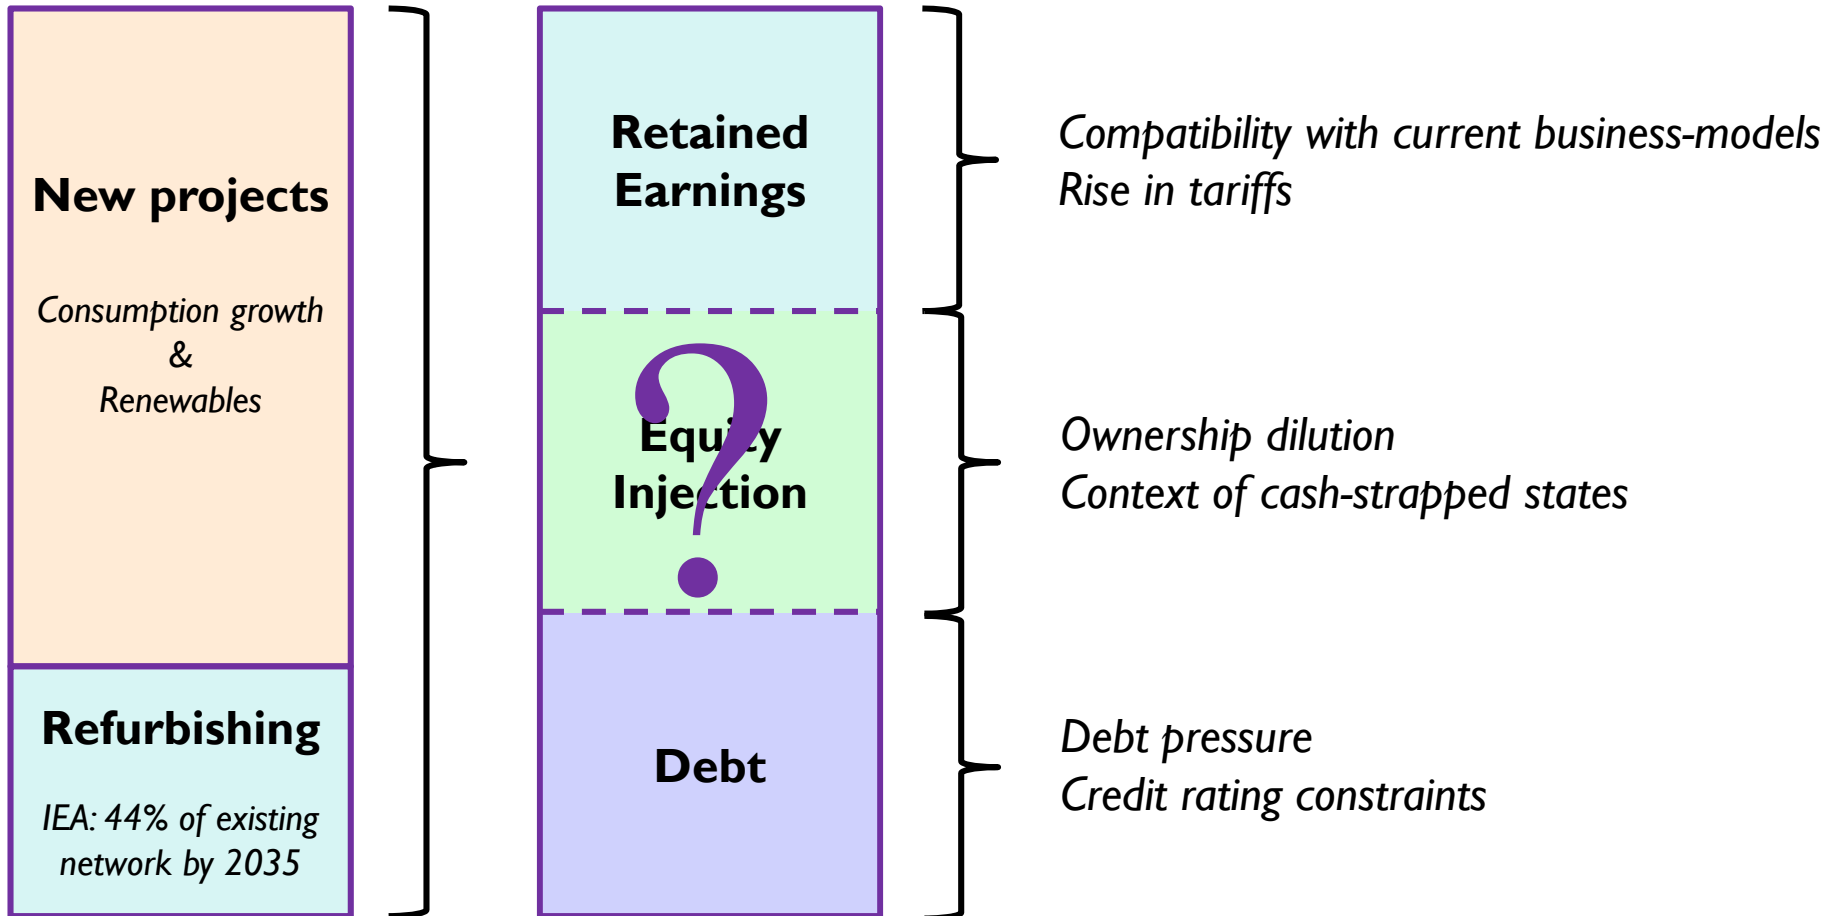 New projects
Consumption growth
&
Renewables
Refurbishing
IEA: 44% of existing
network by 2035
Retained
Earnings
?
Equity
Injection
Debt
Compatibility with current business-models
Rise in tariffs
Ownership dilution
Context of cash-strapped states
Debt pressure
Credit rating constraints